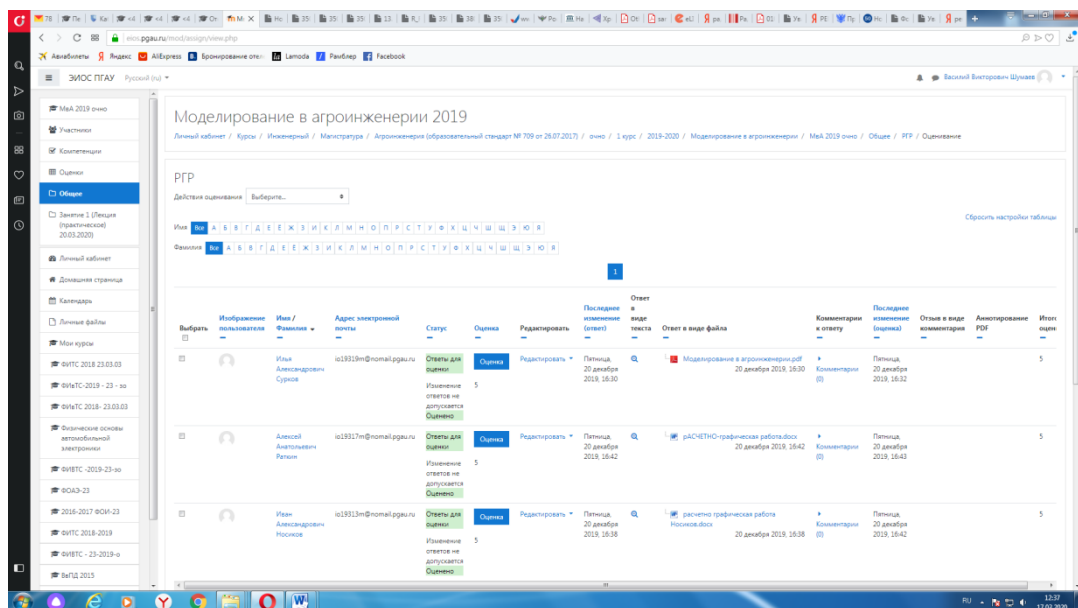 eios.pgau.ru/mod/assign/view.php
Авиабилеты Яндекс AliExpress Бронирование отел Lamoda Рамблер Facebook
ЭИОС ПГАУ Русский (ru)
Василий Викторович Шумаев
МвА 2019 очно
Участники
Компетенции
Оценки
Общее
Занятие 1 (Лекция
(практическое)
20.03.2020)
Личный кабинет
Домашняя страница
Календарь
Личные файлы
Мои курсы
ФИТС 2018 23.03.03
ФИвТС-2019 - 23 - зо
ФИвТС 2018- 23.03.03
Физические основы
автомобильной
электроники
ФИВТС -2019-23-зо
ФОАЭ-23
2016-2017 ФОИ-23
ФИТС 2018-2019
ФИВТС - 23-2019-о
ВвПД 2015
Моделирование в агроинженерии 2019
Личный кабинет / Курсы / Инженерный / Магистратура / Агроинженерия (образовательный стандарт № 709 от 26.07.2017) / очно / 1 курс / 2019-2020 / Моделирование в агроинженерии / МвА 2019 очно / Общее / РГР / Оценивание
РГР
Действия оценивания Выберите...
Сбросить настройки таблицы
Имя Все А Б В Г Д Е Ё Ж З И К Л М Н О П Р С Т У Ф Х Ц Ч Ш Щ Э Ю Я
Фамилия Все А Б В Г Д Е Ё Ж З И К Л М Н О П Р С Т У Ф Х Ц Ч Ш Щ Э Ю Я
1
Выбрать
Изображение
пользователя
Имя /
Фамилия
Адрес электронной
почты
Статус
Оценка
Редактировать
Последнее
изменение
(ответ)
Ответ
в
виде
текста
Ответ в виде файла
Комментарии
к ответу
Последнее
изменение
(оценка)
Отзыв в виде
комментария
Аннотирование
PDF
Илья
Александрович
Сурков
io19319m@nomail.pgau.ru
Ответы для
оценки
Изменение
ответов не
допускается
Оценено
Оценка
5
Редактировать
Пятница,
20 декабря
2019, 16:30
Моделирование в агроинженерии.pdf
20 декабря 2019, 16:30
Комментарии
(0)
Пятница,
20 декабря
2019, 16:32
5
Алексей
Анатольевич
Раткин
io19317m@nomail.pgau.ru
Ответы для
оценки
Изменение
ответов не
допускается
Оценено
Оценка
5
Редактировать
Пятница,
20 декабря
2019, 16:42
рАСЧЕТНО-графическая работа.docx
20 декабря 2019, 16:42
Комментарии
(0)
Пятница,
20 декабря
2019, 16:43
5
Иван
Александрович
Носиков
io19313m@nomail.pgau.ru
Ответы для
оценки
Изменение
ответов не
допускается
Оценено
Оценка
5
Редактировать
Пятница,
20 декабря
2019, 16:38
расчетно графическая работа
Носиков.docx
20 декабря 2019, 16:38
Комментарии
(0)
Пятница,
20 декабря
2019, 16:42
5
RU
12:37
17.03.2020